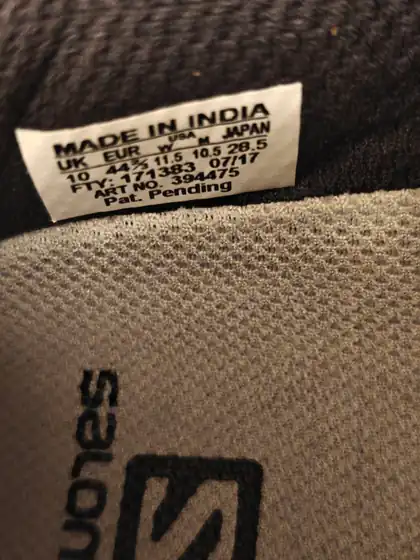 MADE IN INDIA
USA
UK EUR W M JAPAN
10 44⅔ 11.5 10.5 28.5
FTY: 171383 07/17
ART NO. 394475
Pat. Pending
salomon
S